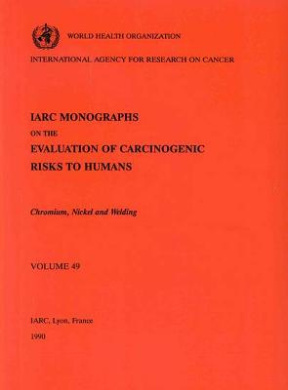 WORLD HEALTH ORGANIZATION
INTERNATIONAL AGENCY FOR RESEARCH ON CANCER
IARC MONOGRAPHS
ON THE
EVALUATION OF CARCINOGENIC
RISKS TO HUMANS
Chromium, Nickel and Welding
VOLUME 49
IARC, Lyon, France
1990